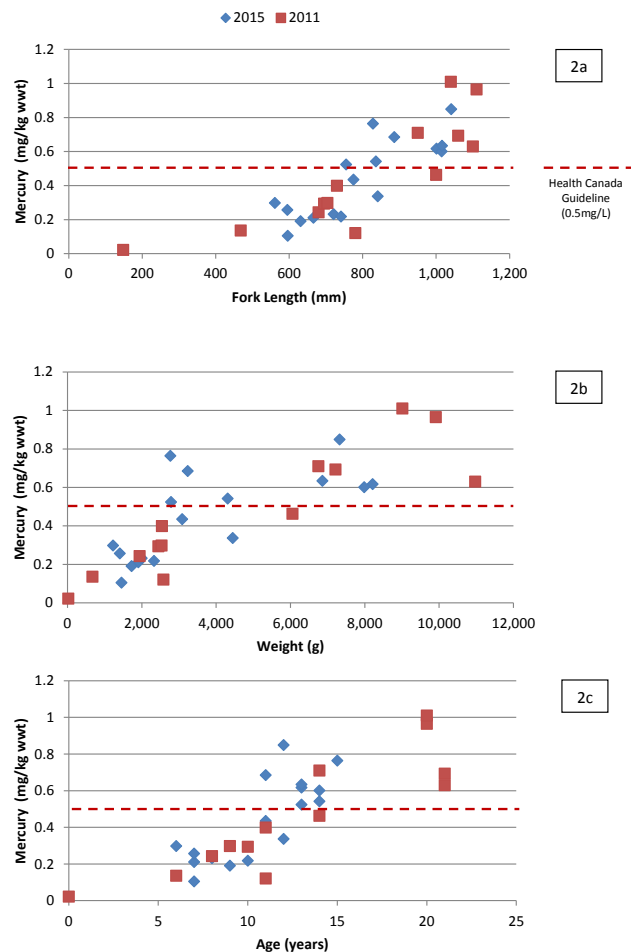 2015 2011
2a
1.2
1
0.8
0.6
0.4
0.2
0
Mercury (mg/kg wwt)
0 200 400 600 800 1,000 1,200
Fork Length (mm)
Health Canada
Guideline
(0.5mg/L)
2b
1.2
1
0.8
0.6
0.4
0.2
0
Mercury (mg/kg wwt)
0 2,000 4,000 6,000 8,000 10,000 12,000
Weight (g)
2c
1.2
1
0.8
0.6
0.4
0.2
0
Mercury (mg/kg wwt)
0 5 10 15 20 25
Age (years)